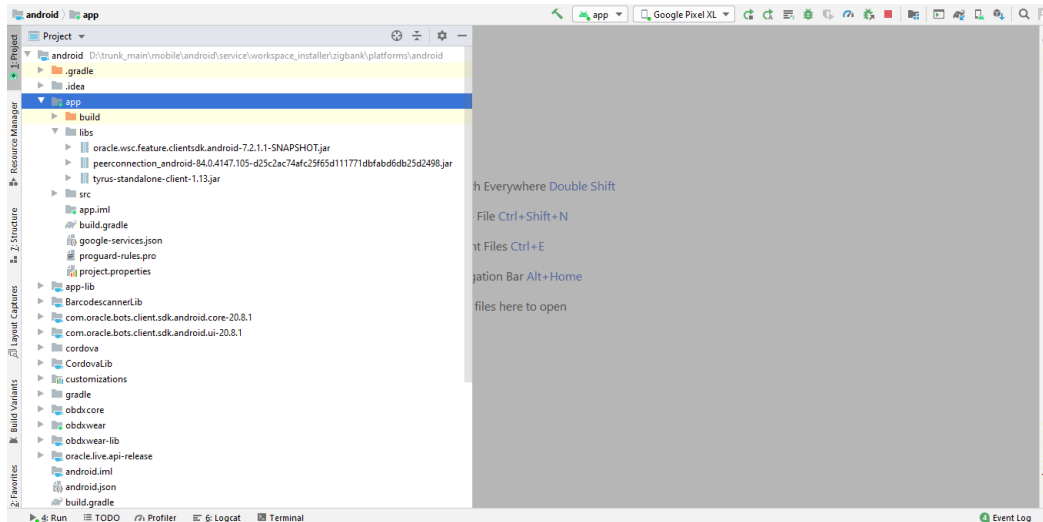 android app
app Google Pixel XL
Project
android D:\trunk_main\mobile\android\service\workspace_installer\zigbank\platforms\android
.gradle
.idea
app
build
libs
oracle.wsc.feature.clientsdk.android-7.2.1.1-SNAPSHOT.jar
peerconnection_android-84.0.4147.105-d25c2ac74afc25f65d111771dbfabd6db25d2498.jar
tyrus-standalone-client-1.13.jar
src
app.iml
build.gradle
google-services.json
proguard-rules.pro
project.properties
app-lib
BarcodescannerLib
com.oracle.bots.client.sdk.android.core-20.8.1
com.oracle.bots.client.sdk.android.ui-20.8.1
cordova
CordovaLib
customizations
gradle
obdxcore
obdxwear
obdxwear-lib
oracle.live.api-release
android.iml
android.json
build.gradle
1: Project
Resource Manager
7: Structure
Layout Captures
Build Variants
2: Favorites
h Everywhere Double Shift
File Ctrl+Shift+N
nt Files Ctrl+E
gation Bar Alt+Home
files here to open
4: Run TODO Profiler 6: Logcat Terminal
4 Event Log